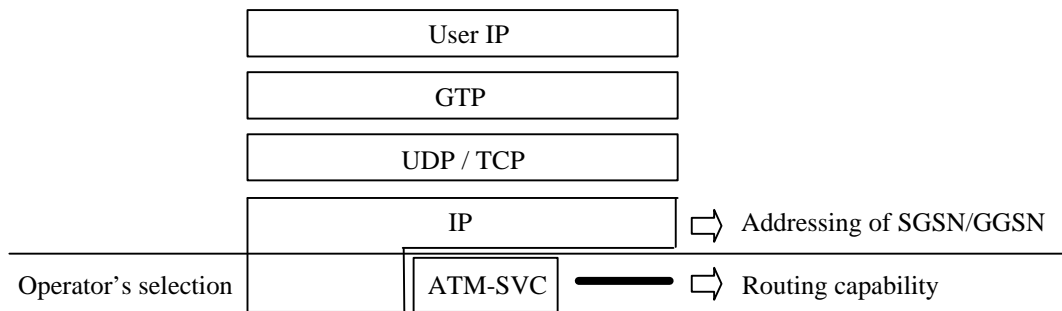 User IP
GTP
UDP / TCP
IP
Addressing of SGSN/GGSN
Operator’s selection
ATM-SVC
Routing capability